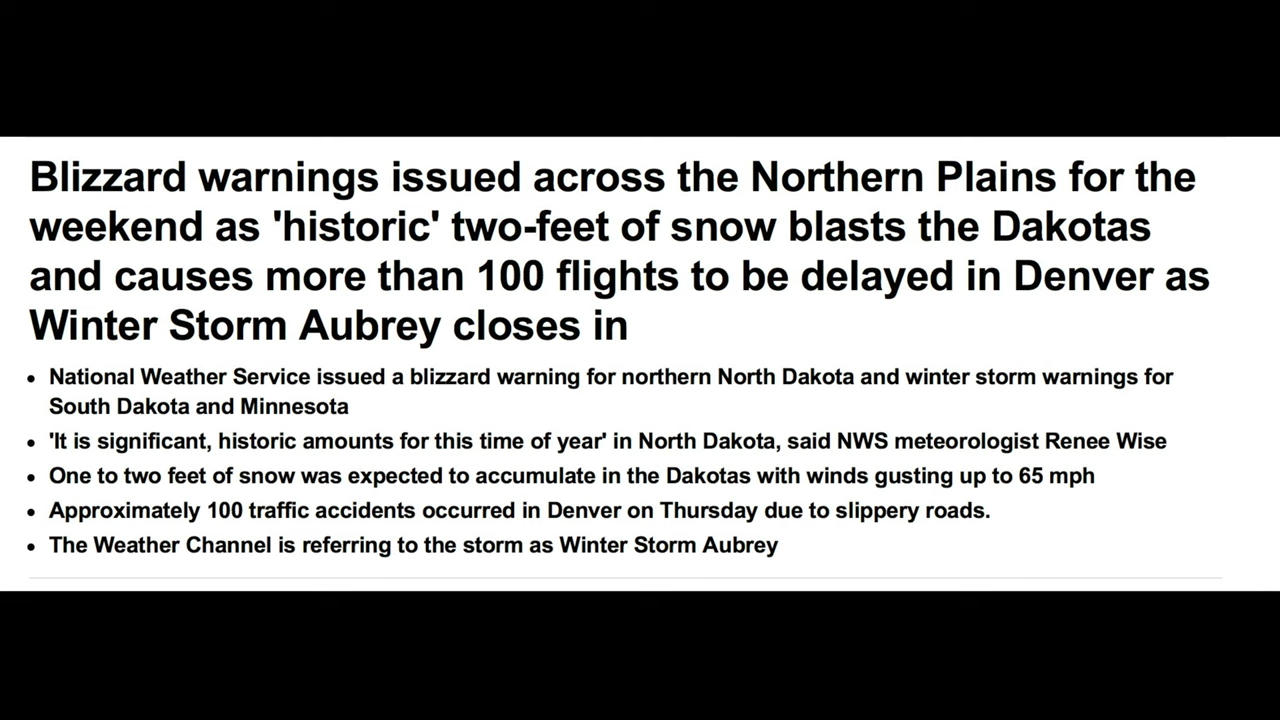 Blizzard warnings issued across the Northern Plains for the
weekend as 'historic' two-feet of snow blasts the Dakotas
and causes more than 100 flights to be delayed in Denver as
Winter Storm Aubrey closes in
• National Weather Service issued a blizzard warning for northern North Dakota and winter storm warnings for
South Dakota and Minnesota
• 'It is significant, historic amounts for this time of year' in North Dakota, said NWS meteorologist Renee Wise
• One to two feet of snow was expected to accumulate in the Dakotas with winds gusting up to 65 mph
• Approximately 100 traffic accidents occurred in Denver on Thursday due to slippery roads.
• The Weather Channel is referring to the storm as Winter Storm Aubrey